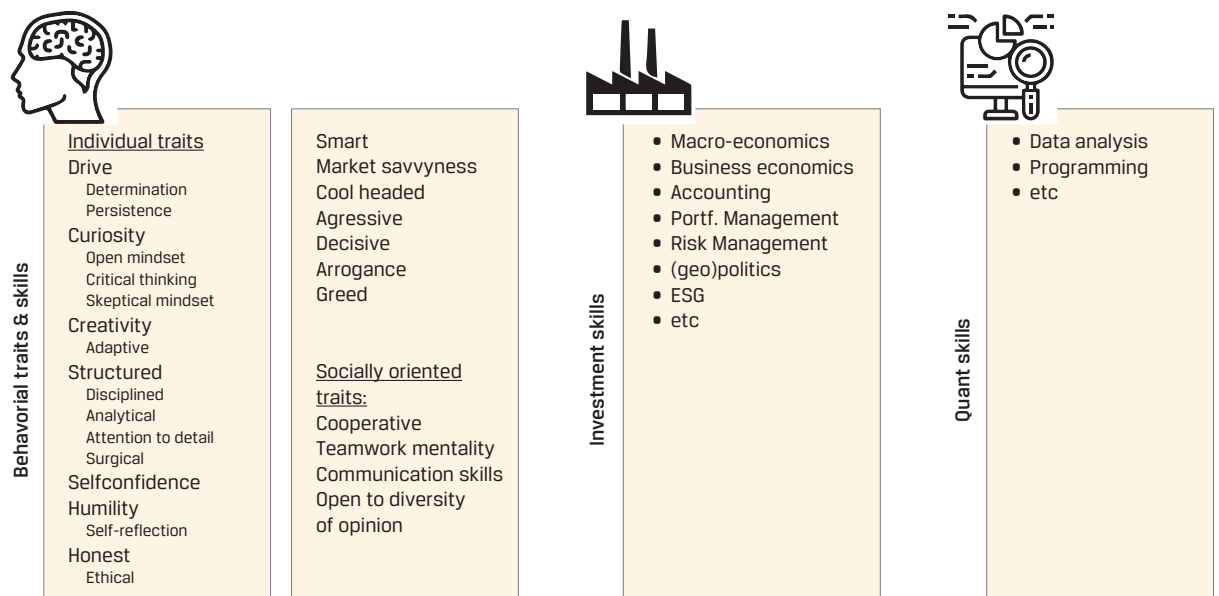 Behavorial traits & skills
Individual traits
Drive
Determination
Persistence
Curiosity
Open mindset
Critical thinking
Skeptical mindset
Creativity
Adaptive
Structured
Disciplined
Analytical
Attention to detail
Surgical
Selfconfidence
Humility
Self-reflection
Honest
Ethical
Smart
Market savvyness
Cool headed
Agressive
Decisive
Arrogance
Greed
Socially oriented
traits:
Cooperative
Teamwork mentality
Communication skills
Open to diversity
of opinion
Investment skills
• Macro-economics
• Business economics
• Accounting
• Portf. Management
• Risk Management
• (geo)politics
• ESG
• etc
Quant skills
• Data analysis
• Programming
• etc